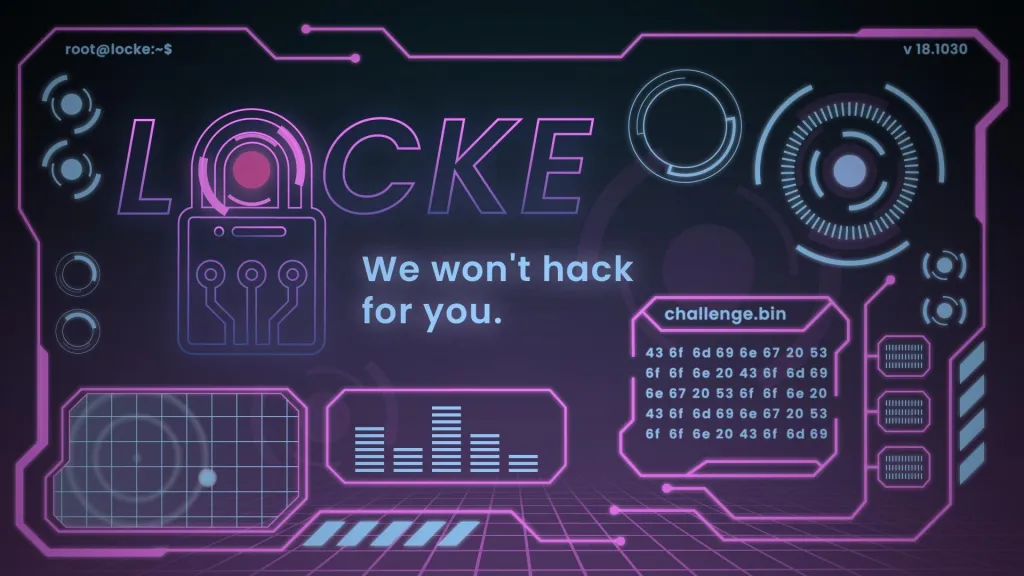 root@locke:~$
v 18.1030
LOCKE
We won't hack
for you.
challenge.bin
43 6f 6d 69 6e 67 20 53
6f 6f 6e 20 43 6f 6d 69
6e 67 20 53 6f 6f 6e 20
43 6f 6d 69 6e 67 20 53
6f 6f 6e 20 43 6f 6d 69